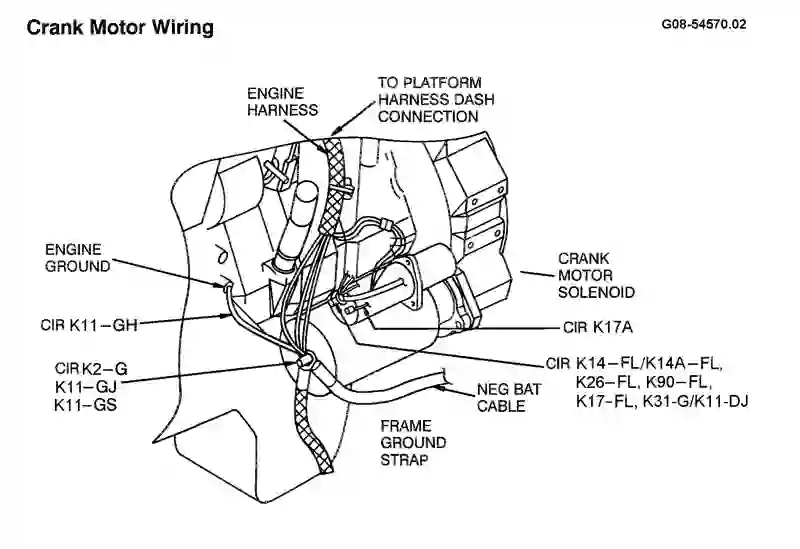 Crank Motor Wiring
G08-54570.02
TO PLATFORM
HARNESS DASH
CONNECTION
ENGINE
HARNESS
ENGINE
GROUND
CRANK
MOTOR
SOLENOID
CIR K11-GH
CIR K17A
CIR K2-G
K11-GJ
K11-GS
CIR K14-FL/K14A-FL,
K26-FL, K90-FL,
K17-FL, K31-G/K11-DJ
NEG BAT
CABLE
FRAME
GROUND
STRAP